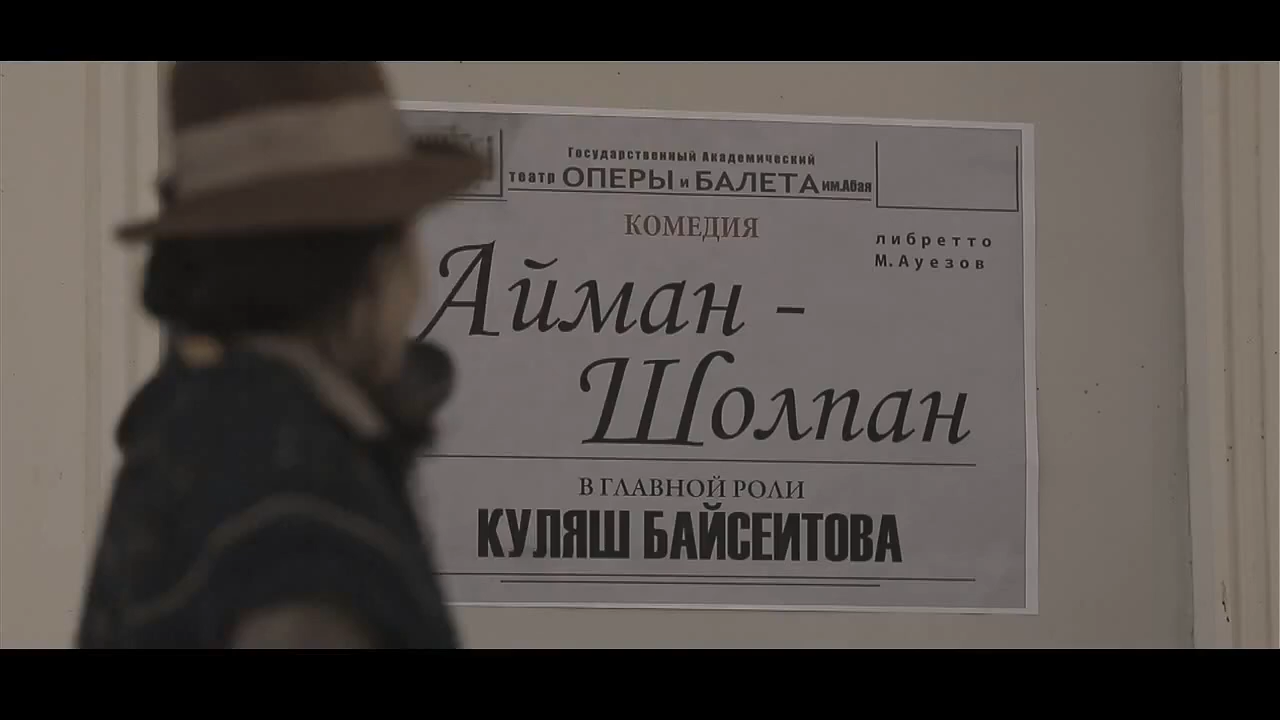 Государственный Академический
театр ОПЕРЫ и БАЛЕТА им.Абая
КОМЕДИЯ
либретто
М. Ауезов
Айман -
Шолпан
В ГЛАВНОЙ РОЛИ
КУЛЯШ БАЙСЕИТОВА